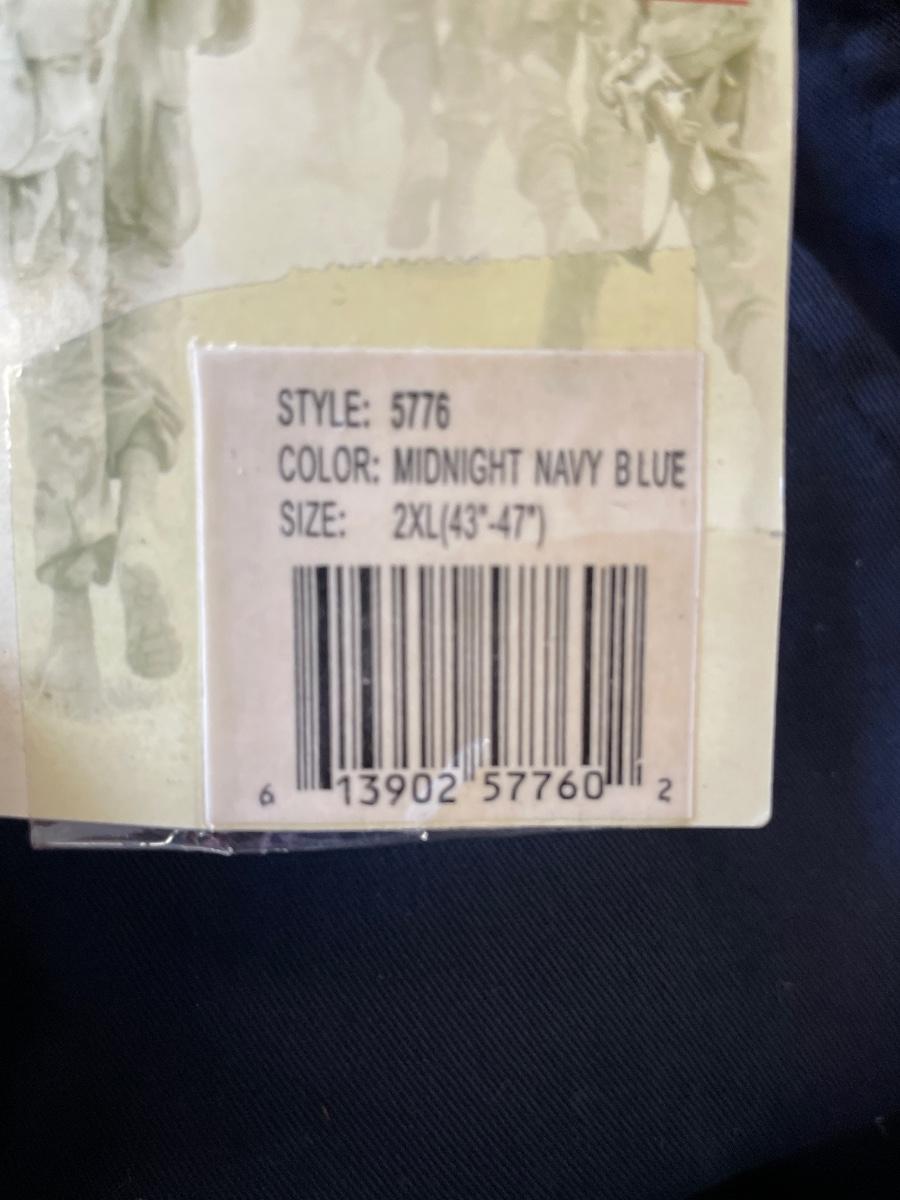 STYLE: 5776
COLOR: MIDNIGHT NAVY BLUE
SIZE: 2XL(43"-47")
6 13902 57760 2